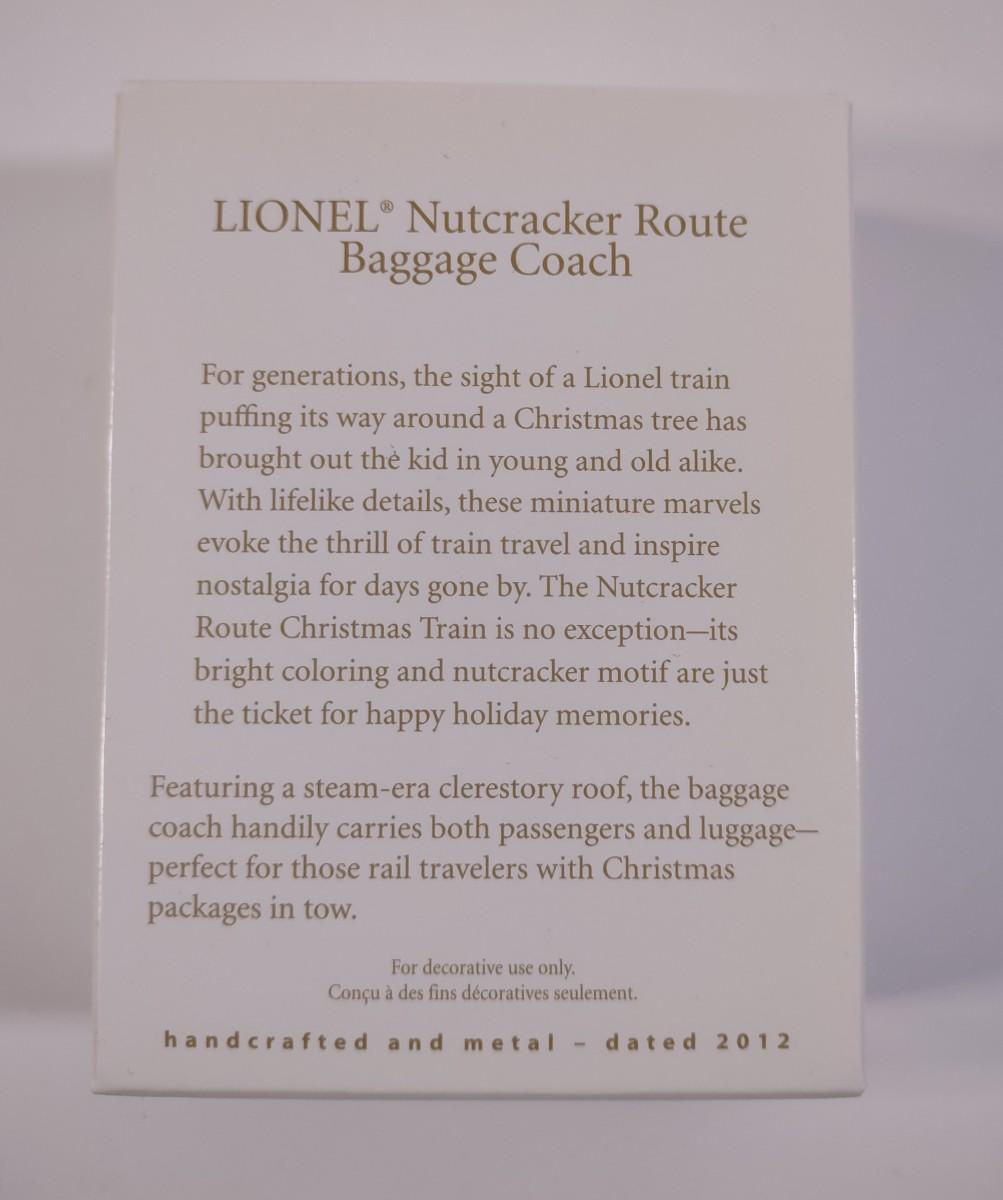 LIONEL® Nutcracker Route
Baggage Coach
For generations, the sight of a Lionel train
puffing its way around a Christmas tree has
brought out the kid in young and old alike.
With lifelike details, these miniature marvels
evoke the thrill of train travel and inspire
nostalgia for days gone by. The Nutcracker
Route Christmas Train is no exception—its
bright coloring and nutcracker motif are just
the ticket for happy holiday memories.
Featuring a steam-era clerestory roof, the baggage
coach handily carries both passengers and luggage—
perfect for those rail travelers with Christmas
packages in tow.
For decorative use only.
Conçu à des fins décoratives seulement.
handcrafted and metal – dated 2012